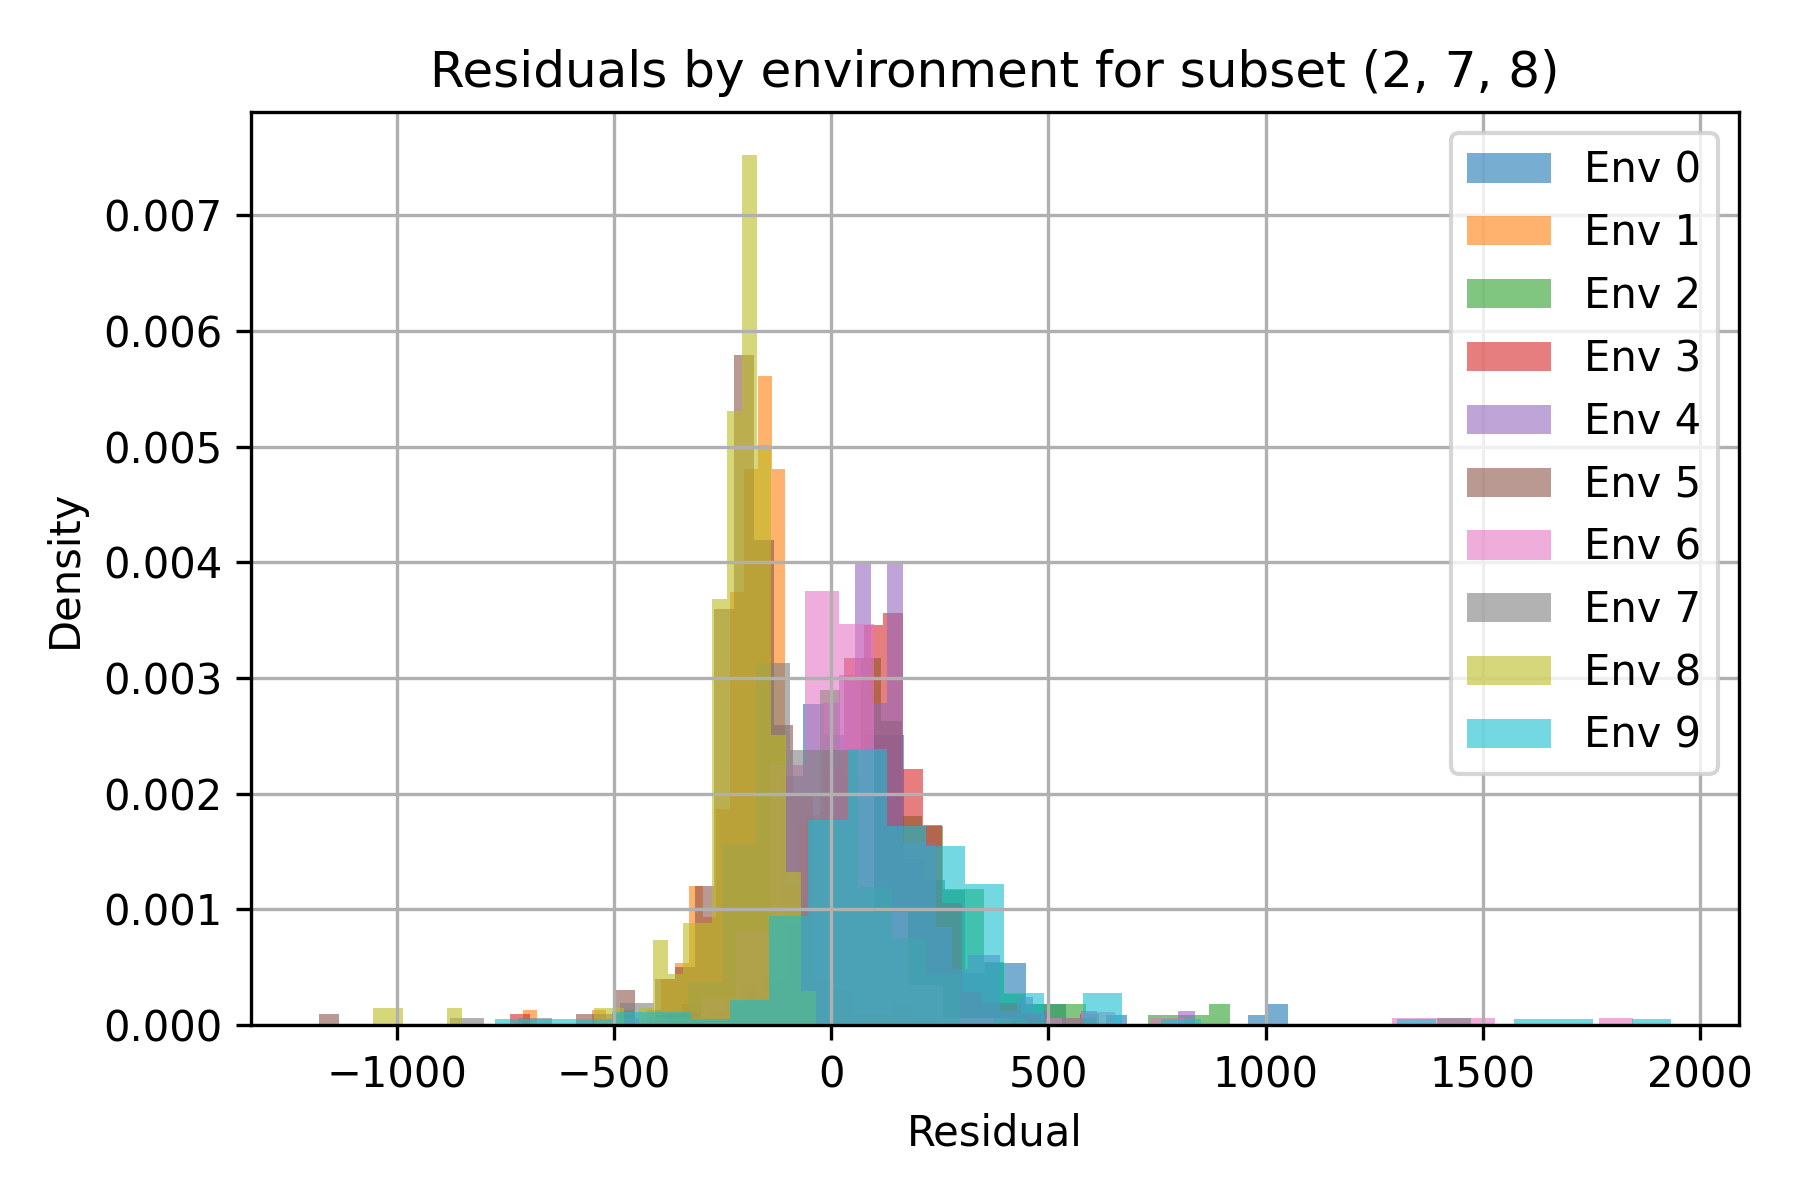 Residuals by environment for subset (2, 7, 8)
Density
0.007
0.006
0.005
0.004
0.003
0.002
0.001
0.000
−1000
−500
0
500
1000
1500
2000
Residual
Env 0
Env 1
Env 2
Env 3
Env 4
Env 5
Env 6
Env 7
Env 8
Env 9